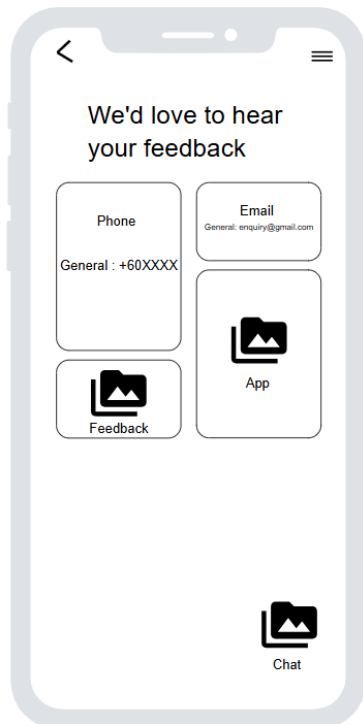 We'd love to hear
your feedback
Phone
General : +60XXXX
Email
General: enquiry@gmail.com
Feedback
App
Chat